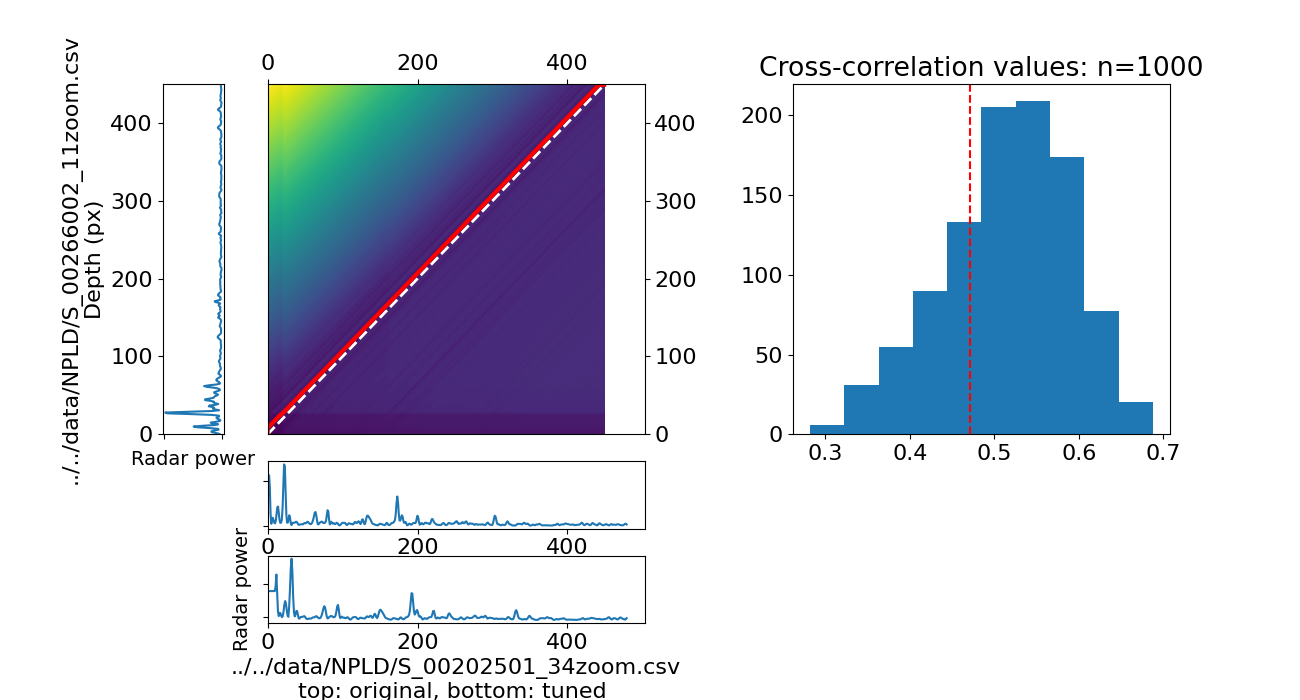 Cross-correlation values: n=1000
0 200 400
../../data/NPLD/S_00266002_11zoom.csv
Depth (px)
400
300
200
100
0
400
300
200
100
0
200
150
100
50
0
0.3 0.4 0.5 0.6 0.7
Radar power
0 200 400
Radar power
0 200 400
../../data/NPLD/S_00202501_34zoom.csv
top: original, bottom: tuned